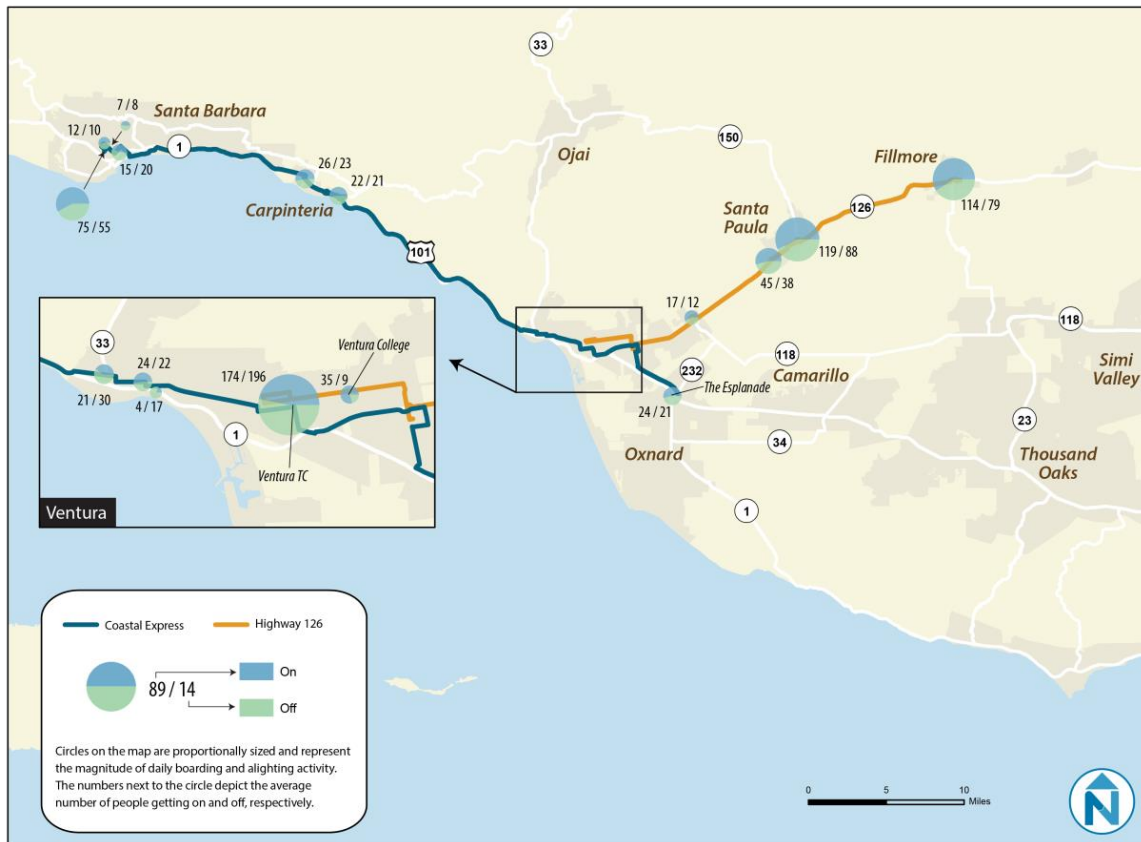 33
7 / 8
Santa Barbara
12 / 10
1
15 / 20
150
Ojai
Fillmore
26 / 23
22 / 21
Carpinteria
75 / 55
Santa
Paula
126
114 / 79
119 / 88
45 / 38
101
17 / 12
118
118
232
Camarillo
Simi
Valley
The Esplanade
24 / 21
34
23
Oxnard
Thousand
Oaks
1
33
24 / 22
Ventura College
174 / 196
35 / 9
21 / 30
4 / 17
1
Ventura TC
Ventura
Coastal Express
Highway 126
89 / 14
On
Off
Circles on the map are proportionally sized and represent
the magnitude of daily boarding and alighting activity.
The numbers next to the circle depict the average
number of people getting on and off, respectively.
0
5
10
Miles
N